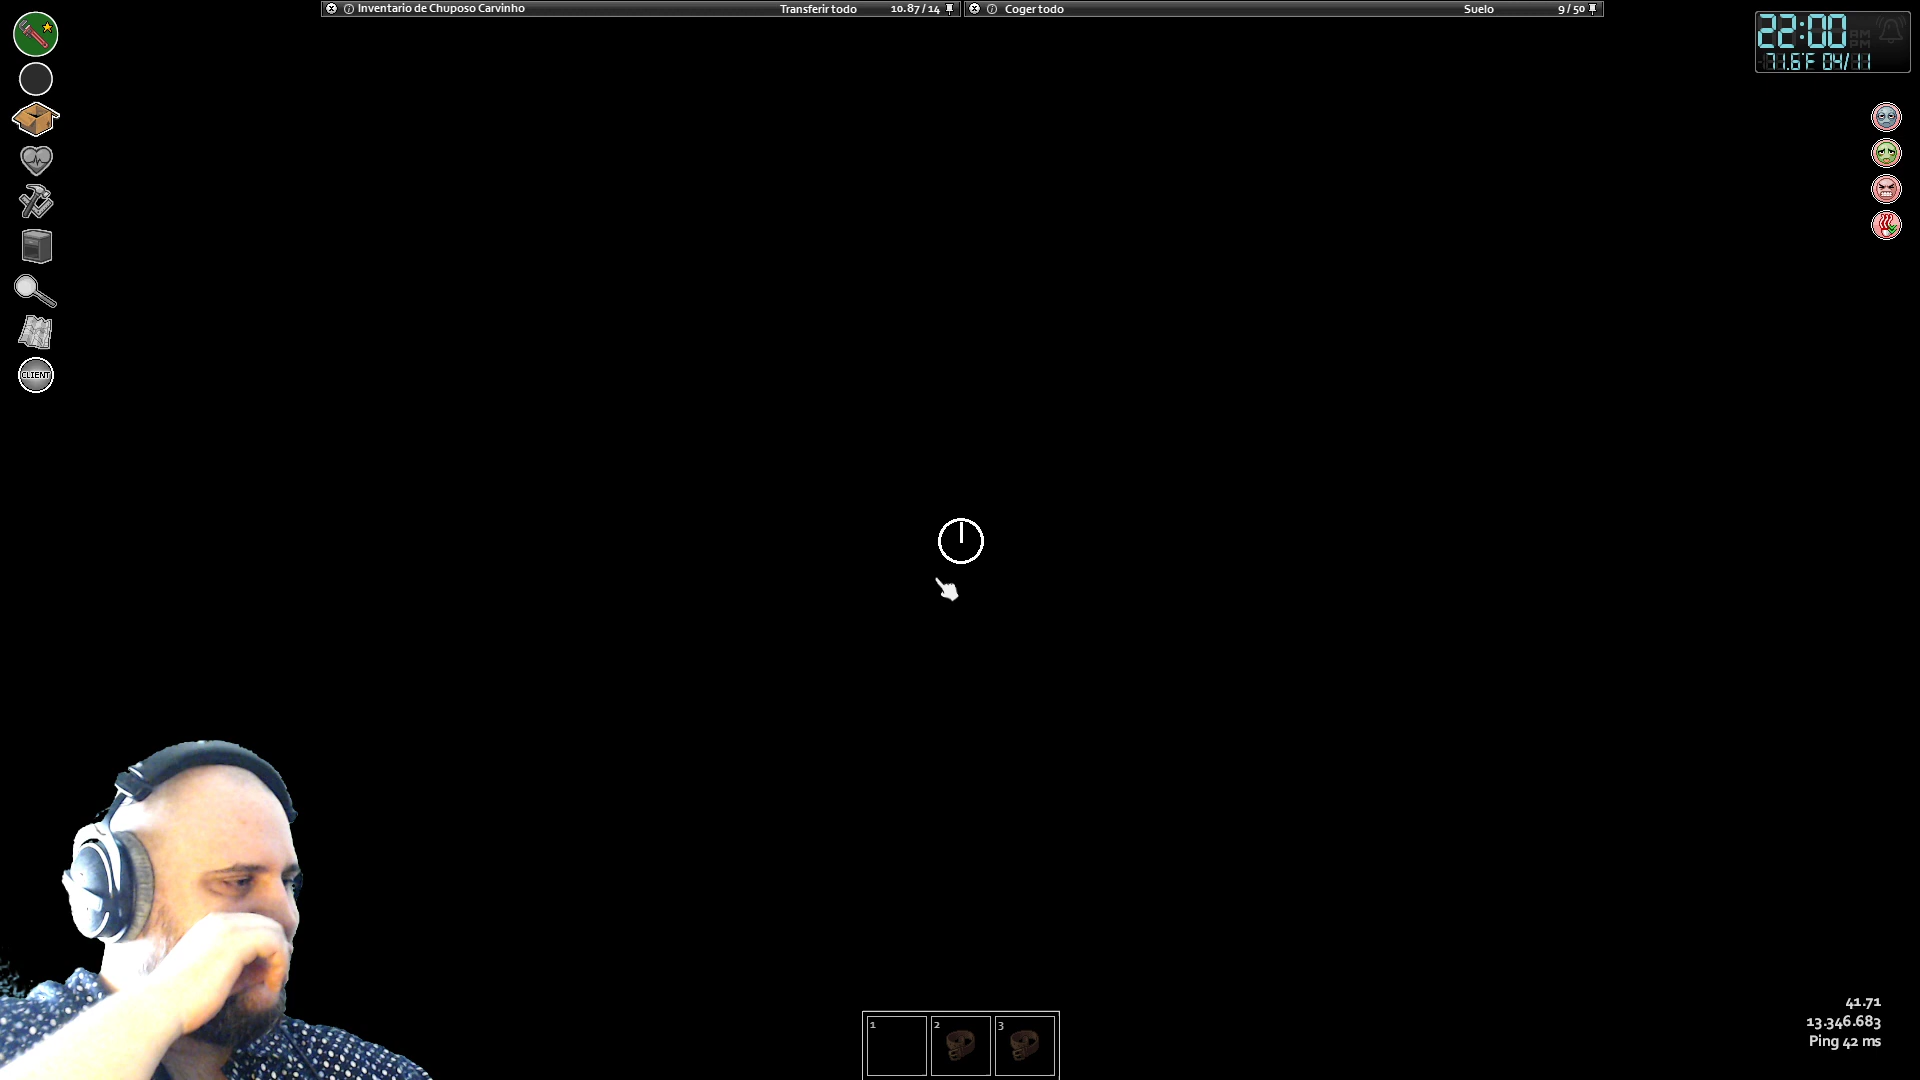 Inventario de Chuposo Carvinho Transferir todo 10.87 / 14
Coger todo Suelo 9 / 50
22:00 AM PM
71.6°F 04/11
CLIENT
1 2 3
41.71
13.346.683
Ping 42 ms